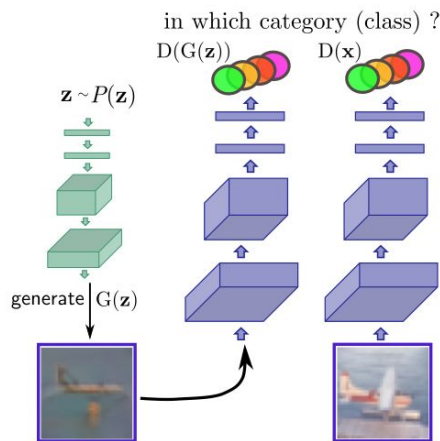 in which category (class) ?
D(G(z))
D(x)
z ~ P(z)
generate
G(z)